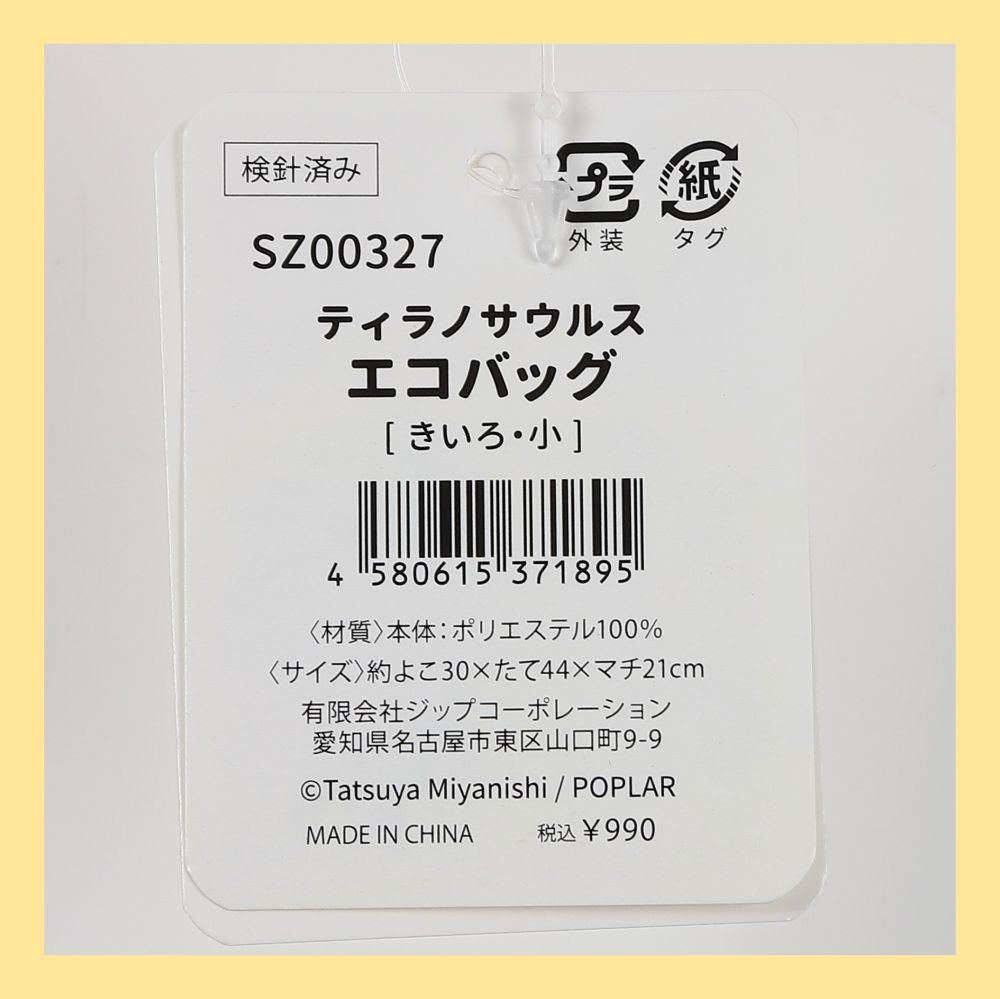 検針済み
プラ 紙
外装 タグ
SZ00327
ティラノサウルス
エコバッグ
[ きいろ・小 ]
4 580615 371895
〈材質〉本体：ポリエステル100%
〈サイズ〉約よこ30×たて44×マチ21cm
有限会社ジップコーポレーション
愛知県名古屋市東区山口町9-9
©Tatsuya Miyanishi / POPLAR
MADE IN CHINA 税込￥990